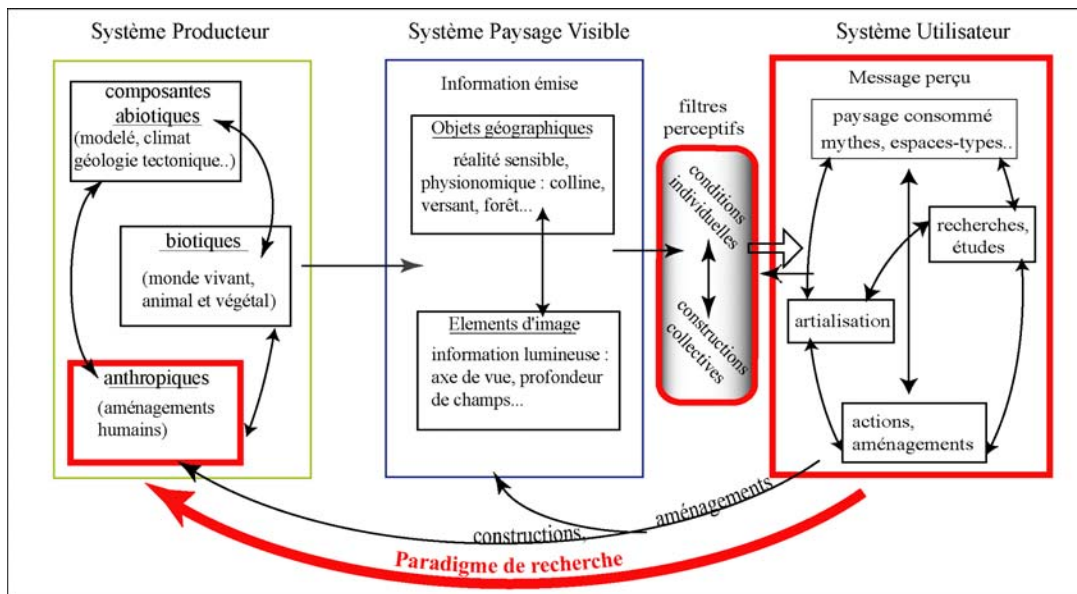 Système Producteur
composantes
abiotiques
(modelé, climat
géologie tectonique..)
biotiques
(monde vivant,
animal et végétal)
anthropiques
(aménagements
humains)
Système Paysage Visible
Information émise
Objets géographiques
réalité sensible,
physionomique : colline,
versant, forêt...
Elements d'image
information lumineuse :
axe de vue, profondeur
de champs...
filtres
perceptifs
conditions
individuelles
constructions
collectives
Système Utilisateur
Message perçu
paysage consommé
mythes, espaces-types..
recherches,
études
artialisation
actions,
aménagements
constructions, aménagements
Paradigme de recherche